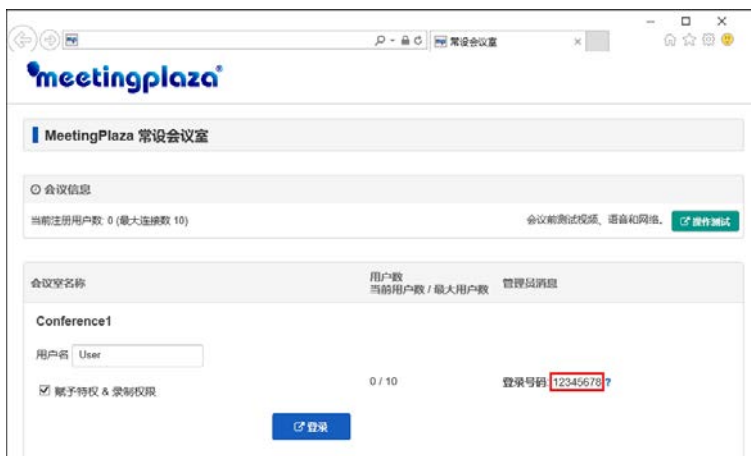 mp
mp 常设会议室
meetingplaza®
MeetingPlaza 常设会议室
会议信息
当前注册用户数: 0 (最大连接数 10)
会议前测试视频、语音和网络。 操作测试
会议室名称
用户数
当前用户数 / 最大用户数
管理员消息
Conference1
用户名 User
赋予特权 & 录制权限
0 / 10
登录号码: 12345678 ?
登录